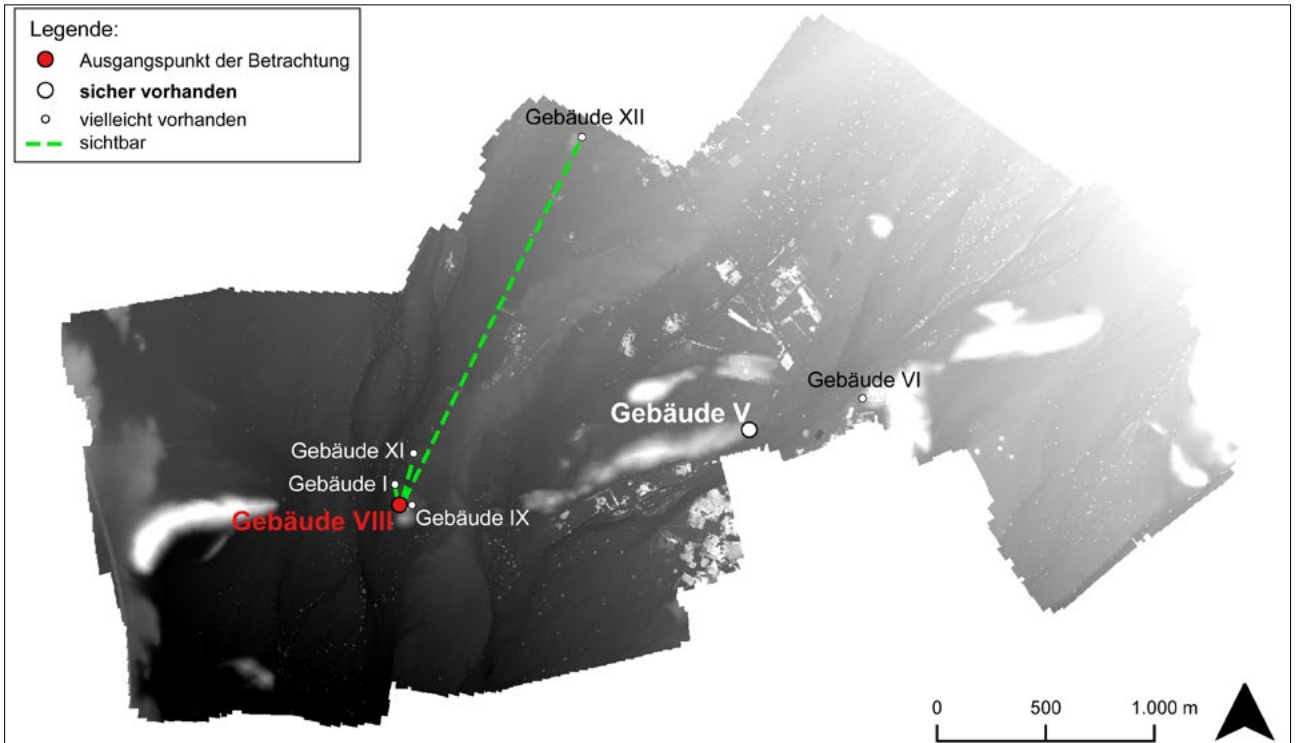 Legende:
Ausgangspunkt der Betrachtung
sicher vorhanden
vielleicht vorhanden
sichtbar
Gebäude XII
Gebäude VI
Gebäude V
Gebäude XI
Gebäude I
Gebäude IX
Gebäude VIII
0 500 1.000 m